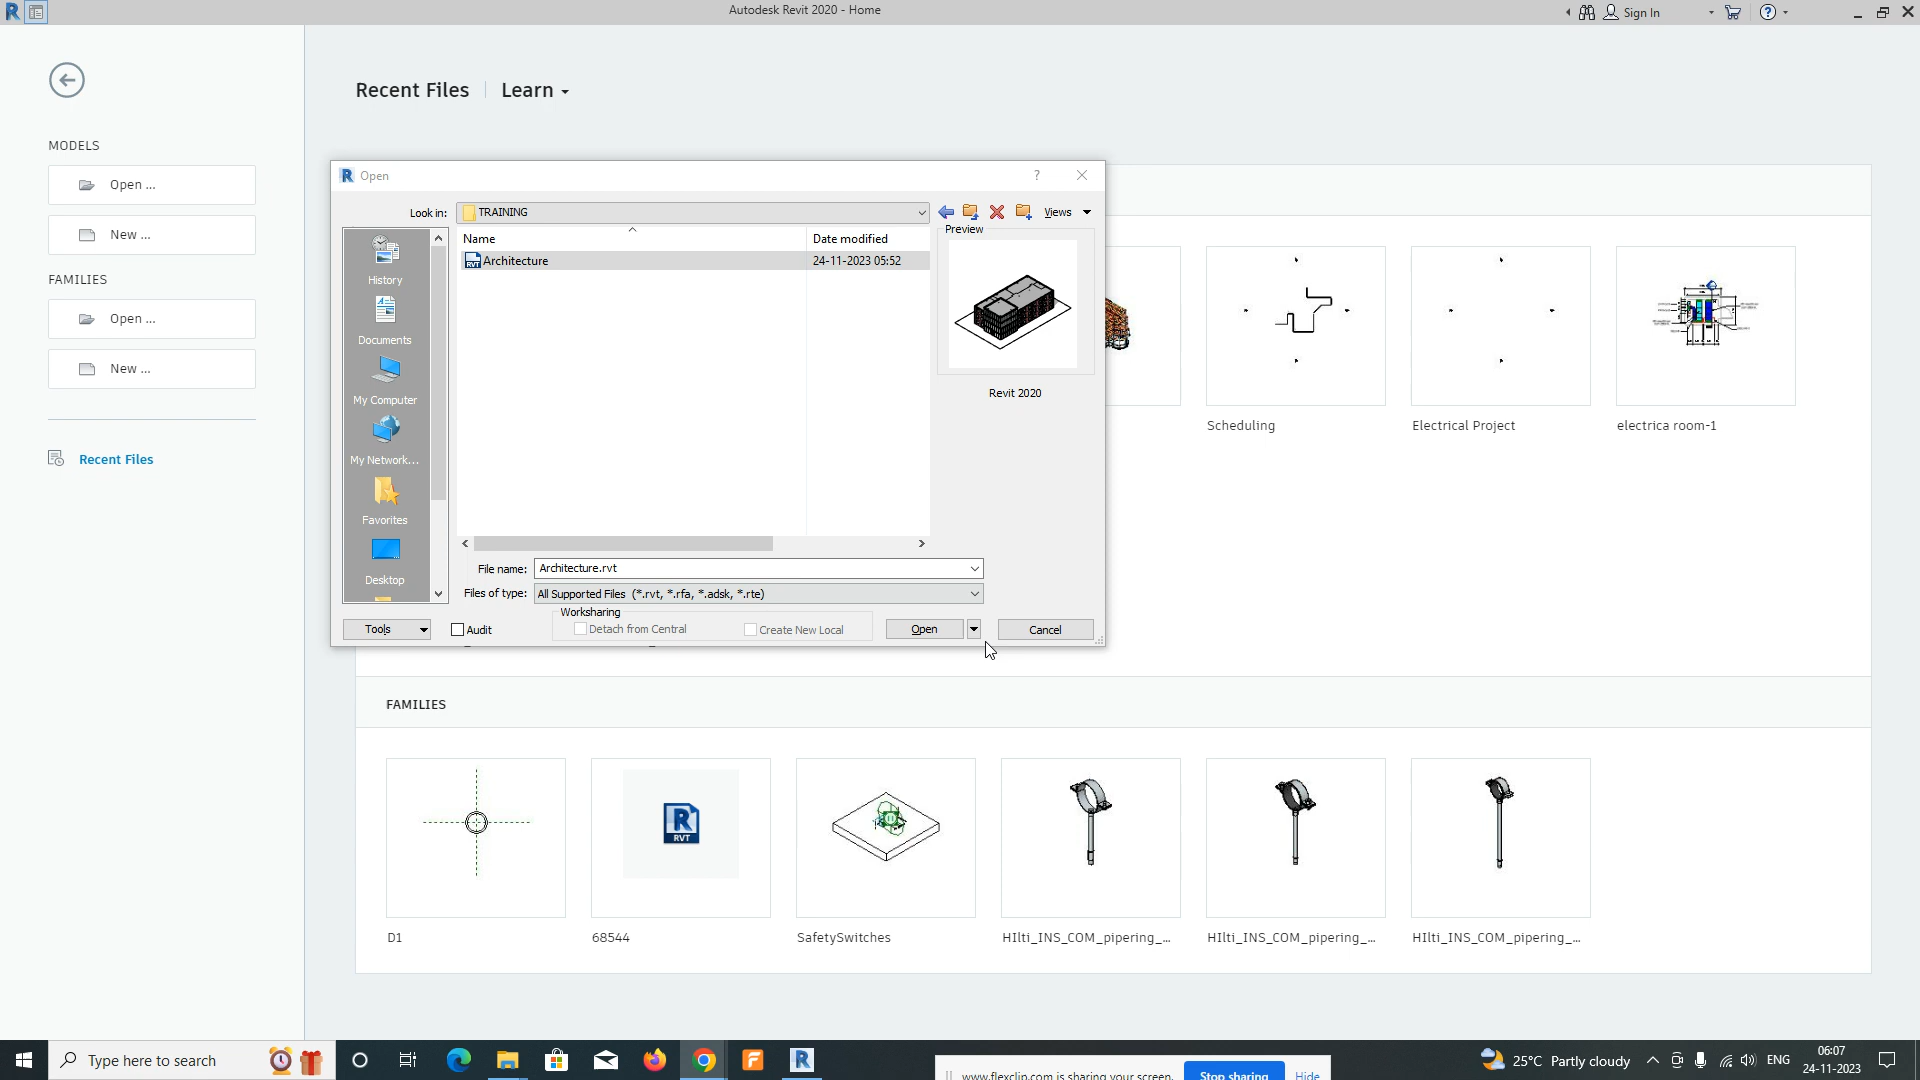 Autodesk Revit 2020 - Home
Sign In
Recent Files
Learn
MODELS
Open ...
New ...
FAMILIES
Open ...
New ...
Recent Files
Open
Look in:
TRAINING
Views
Name
Date modified
Architecture
24-11-2023 05:52
Preview
Revit 2020
History
Documents
My Computer
My Network...
Favorites
Desktop
File name:
Architecture.rvt
Files of type:
All Supported Files (*.rvt, *.rfa, *.adsk, *.rte)
Worksharing
Tools
Audit
Detach from Central
Create New Local
Open
Cancel
Scheduling
Electrical Project
electrica room-1
FAMILIES
RVT
D1
68544
SafetySwitches
HIlti_INS_COM_pipering_...
HIlti_INS_COM_pipering_...
HIlti_INS_COM_pipering_...
Type here to search
www.flexclip.com is sharing your screen.
Stop sharing
Hide
25°C Partly cloudy
ENG
06:07
24-11-2023